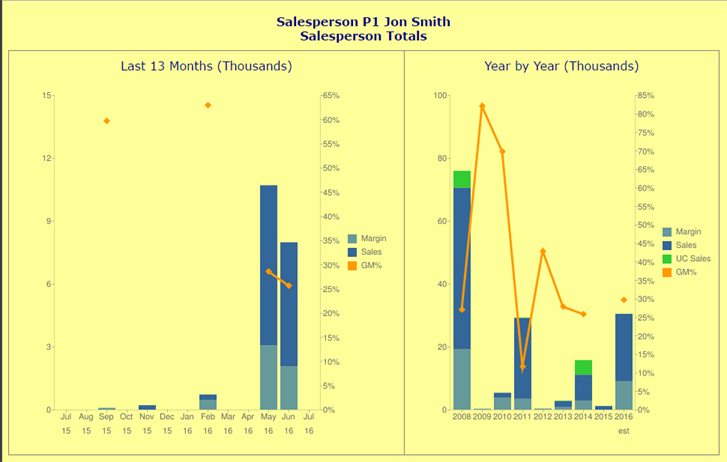 Salesperson P1 Jon Smith
Salesperson Totals
Last 13 Months (Thousands)
15
12
9
6
3
0
65%
60%
55%
50%
45%
40%
35%
30%
25%
20%
15%
10%
5%
0%
Jul Aug Sep Oct Nov Dec Jan Feb Mar Apr May Jun Jul
15 15 15 15 15 15 16 16 16 16 16 16 16
Margin
Sales
GM%
Year by Year (Thousands)
100
80
60
40
20
0
85%
80%
75%
70%
65%
60%
55%
50%
45%
40%
35%
30%
25%
20%
15%
10%
5%
0%
2008 2009 2010 2011 2012 2013 2014 2015 2016
est
Margin
Sales
UC Sales
GM%